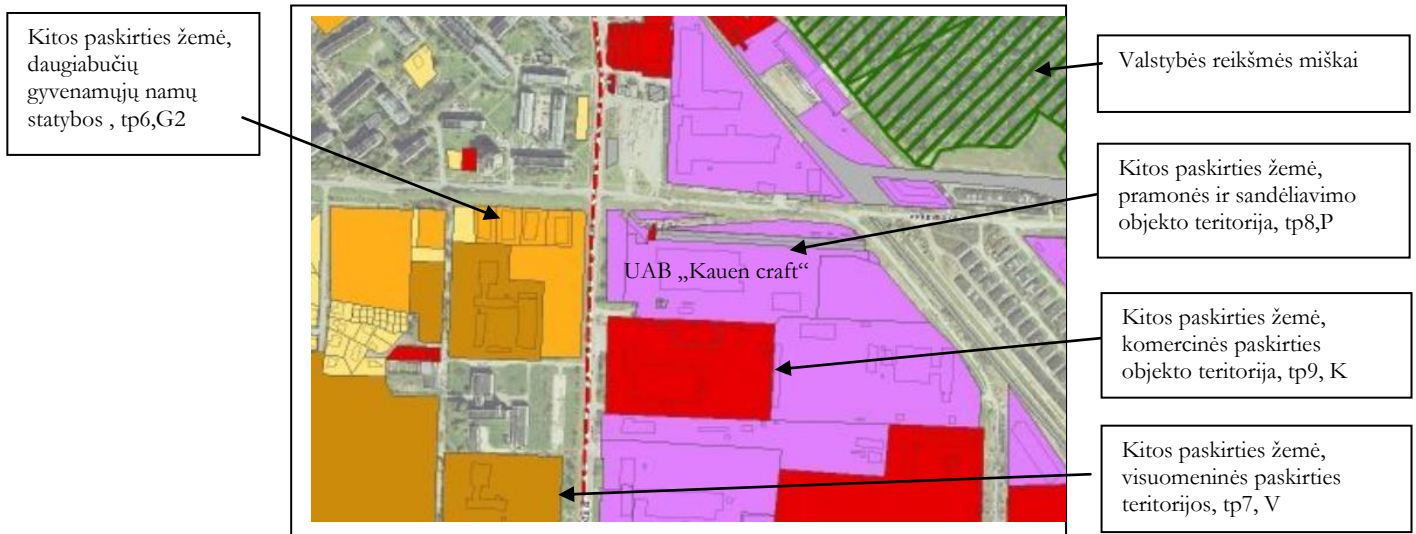 Kitos paskirties žemė,
daugiabučių
gyvenamųjų namų
statybos , tp6,G2
UAB „Kauen craft“
Valstybės reikšmės miškai
Kitos paskirties žemė,
pramonės ir sandėliavimo
objekto teritorija, tp8,P
Kitos paskirties žemė,
komercinės paskirties
objekto teritorija, tp9, K
Kitos paskirties žemė,
visuomeninės paskirties
teritorijos, tp7, V